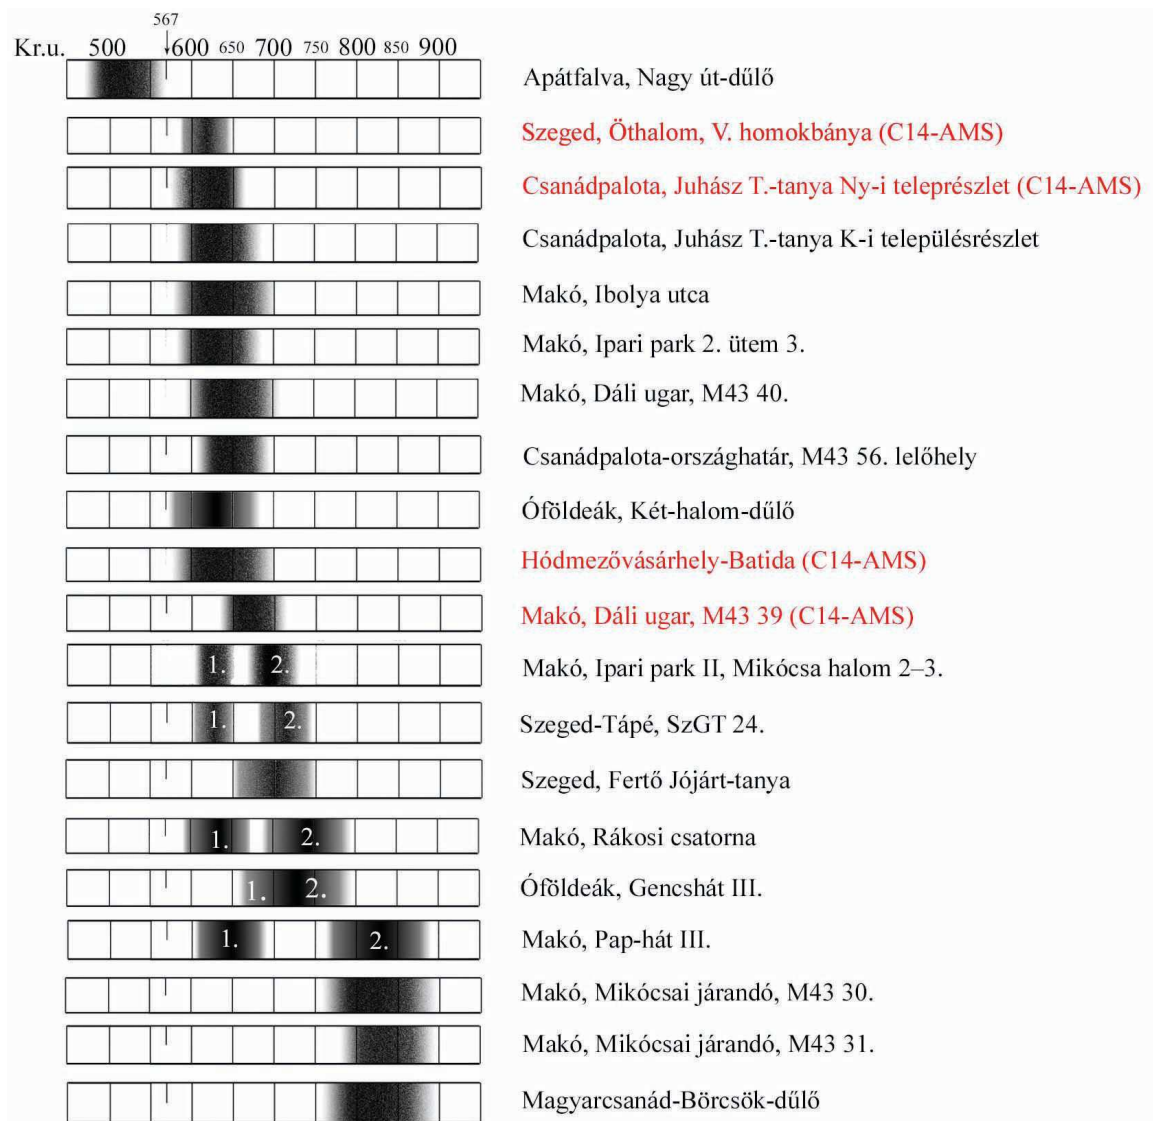 567
Kr.u. 500 600 650 700 750 800 850 900
Apátfalva, Nagy út-dűlő
Szeged, Öthalom, V. homokbánya (C14-AMS)
Csanádpalota, Juhász T.-tanya Ny-i teleprészlet (C14-AMS)
Csanádpalota, Juhász T.-tanya K-i településrészlet
Makó, Ibolya utca
Makó, Ipari park 2. ütem 3.
Makó, Dáli ugar, M43 40.
Csanádpalota-országhatár, M43 56. lelőhely
Óföldeák, Két-halom-dűlő
Hódmezővásárhely-Batida (C14-AMS)
Makó, Dáli ugar, M43 39 (C14-AMS)
1. 2. Makó, Ipari park II, Mikócsa halom 2–3.
1. 2. Szeged-Tápé, SzGT 24.
Szeged, Fertő Jójárt-tanya
1. 2. Makó, Rákosi csatorna
1. 2. Óföldeák, Gencshát III.
1. 2. Makó, Pap-hát III.
Makó, Mikócsai járandó, M43 30.
Makó, Mikócsai járandó, M43 31.
Magyarcsanád-Börcsök-dűlő